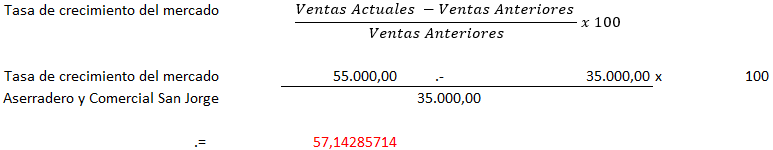 Tasa de crecimiento del mercado
Ventas Actuales − Ventas Anteriores
x 100
Ventas Anteriores
Tasa de crecimiento del mercado 55.000,00 .- 35.000,00 x 100
Aserradero y Comercial San Jorge 35.000,00
.= 57,14285714